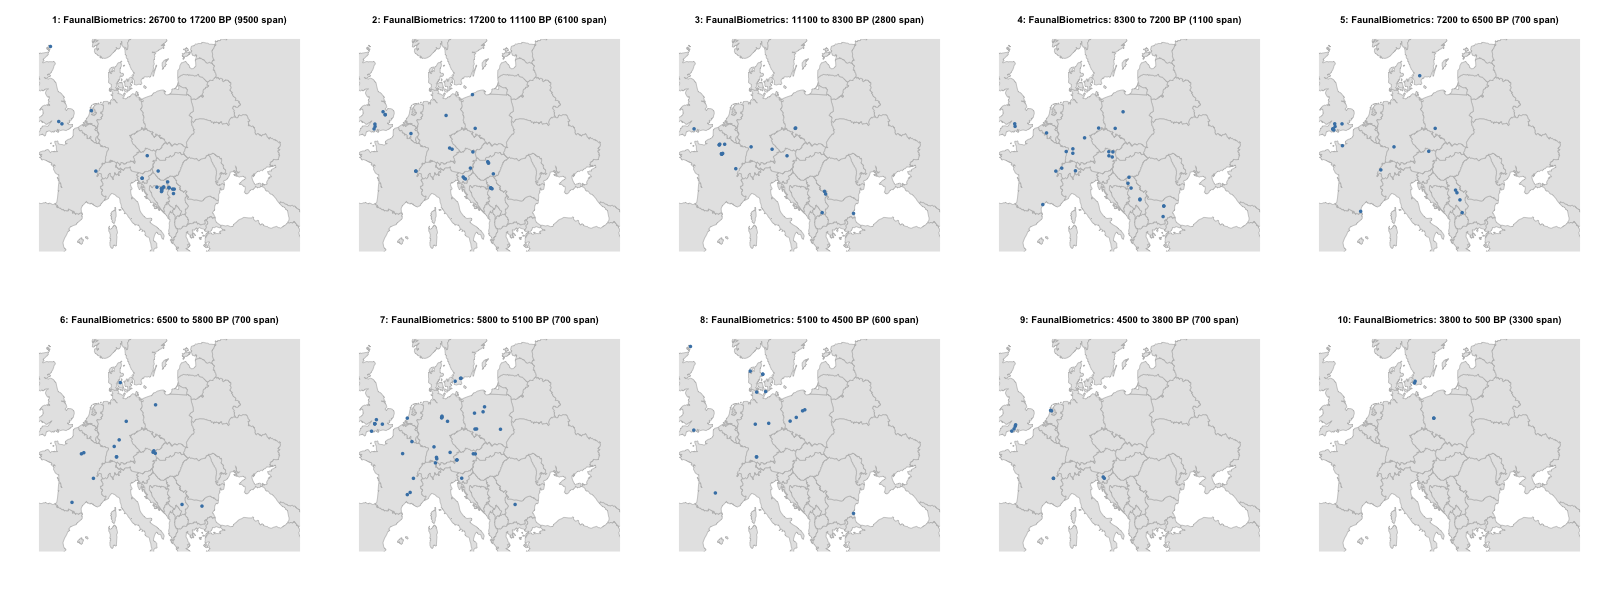 1: FaunalBiometrics: 26700 to 17200 BP (9500 span)
2: FaunalBiometrics: 17200 to 11100 BP (6100 span)
3: FaunalBiometrics: 11100 to 8300 BP (2800 span)
4: FaunalBiometrics: 8300 to 7200 BP (1100 span)
5: FaunalBiometrics: 7200 to 6500 BP (700 span)
6: FaunalBiometrics: 6500 to 5800 BP (700 span)
7: FaunalBiometrics: 5800 to 5100 BP (700 span)
8: FaunalBiometrics: 5100 to 4500 BP (600 span)
9: FaunalBiometrics: 4500 to 3800 BP (700 span)
10: FaunalBiometrics: 3800 to 500 BP (3300 span)